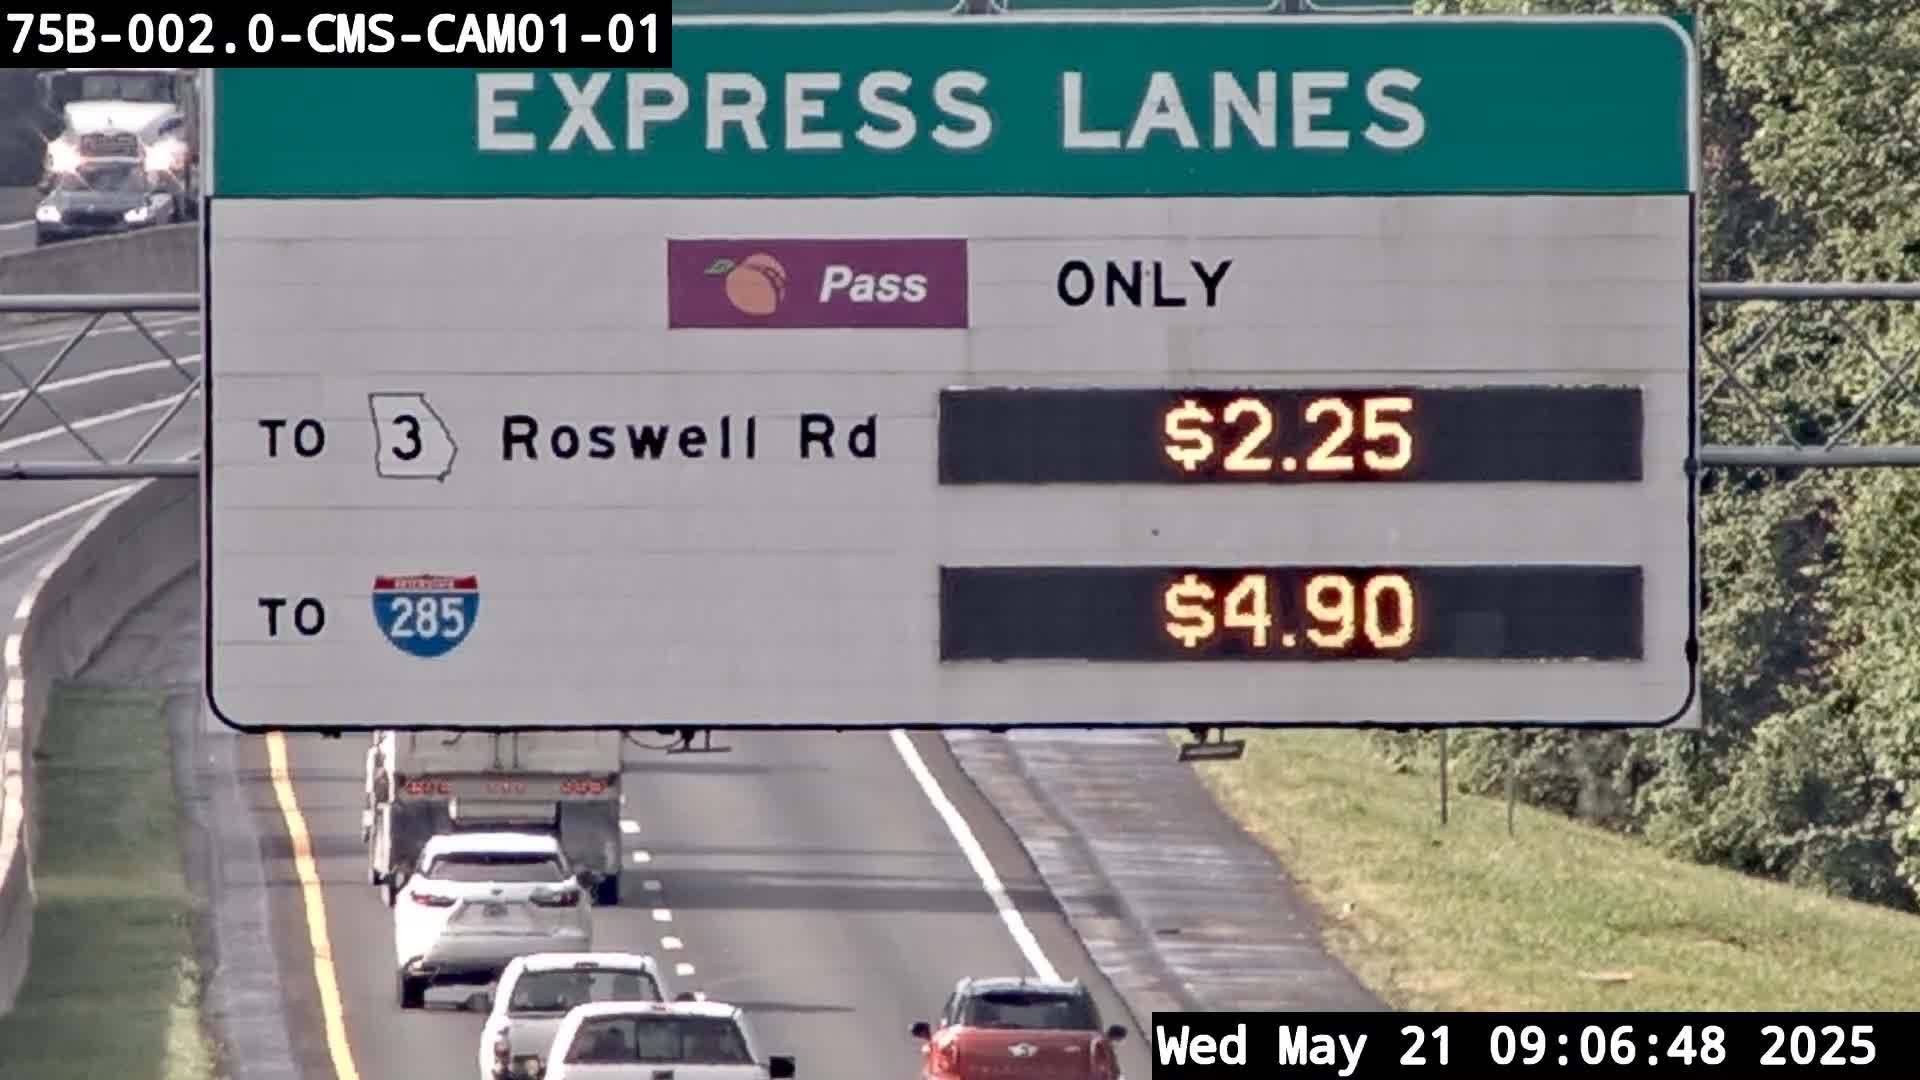 75B-002.0-CMS-CAM01-01
EXPRESS LANES
Pass ONLY
TO 3 Roswell Rd $2.25
TO INTERSTATE 285 $4.90
Wed May 21 09:06:48 2025